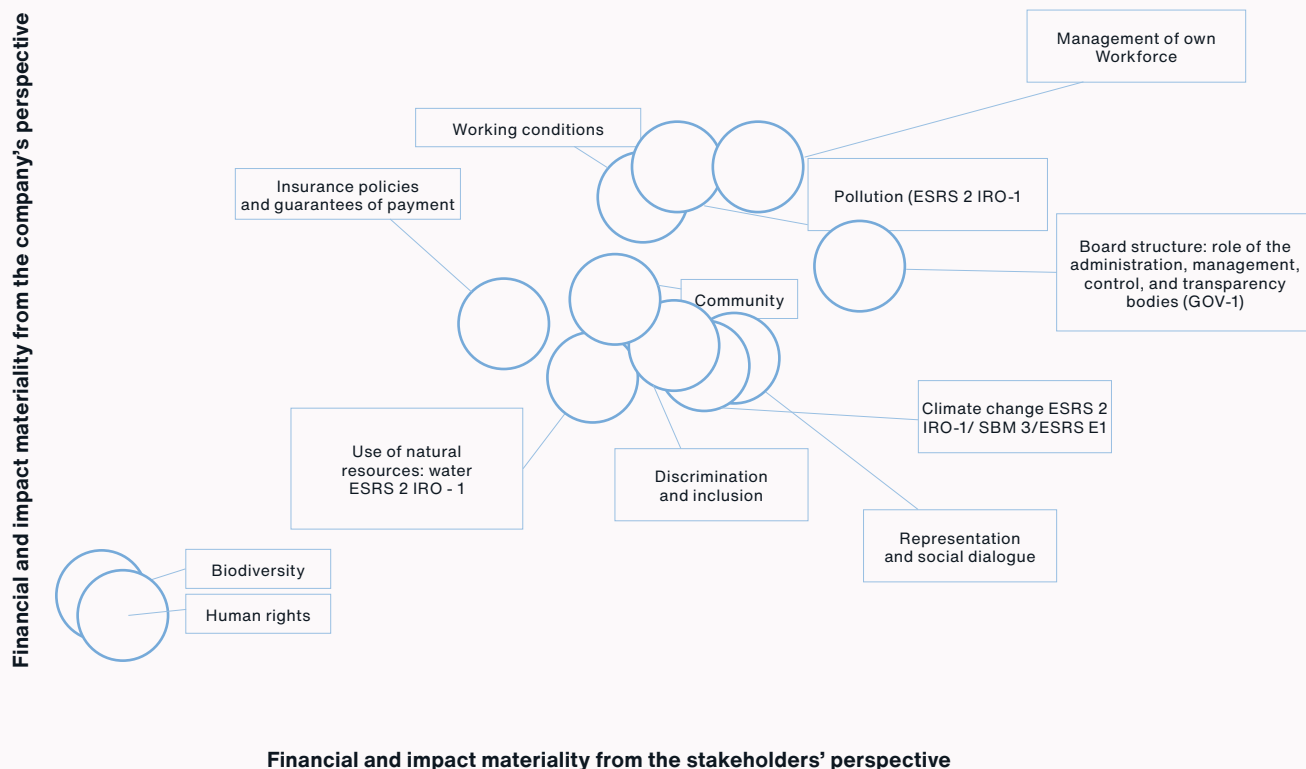 Financial and impact materiality from the company's perspective
Management of own
Workforce
Working conditions
Insurance policies
and guarantees of payment
Pollution (ESRS 2 IRO-1
Board structure: role of the
administration, management,
control, and transparency
bodies (GOV-1)
Community
Climate change ESRS 2
IRO-1/ SBM 3/ESRS E1
Use of natural
resources: water
ESRS 2 IRO - 1
Discrimination
and inclusion
Representation
and social dialogue
Biodiversity
Human rights
Financial and impact materiality from the stakeholders’ perspective